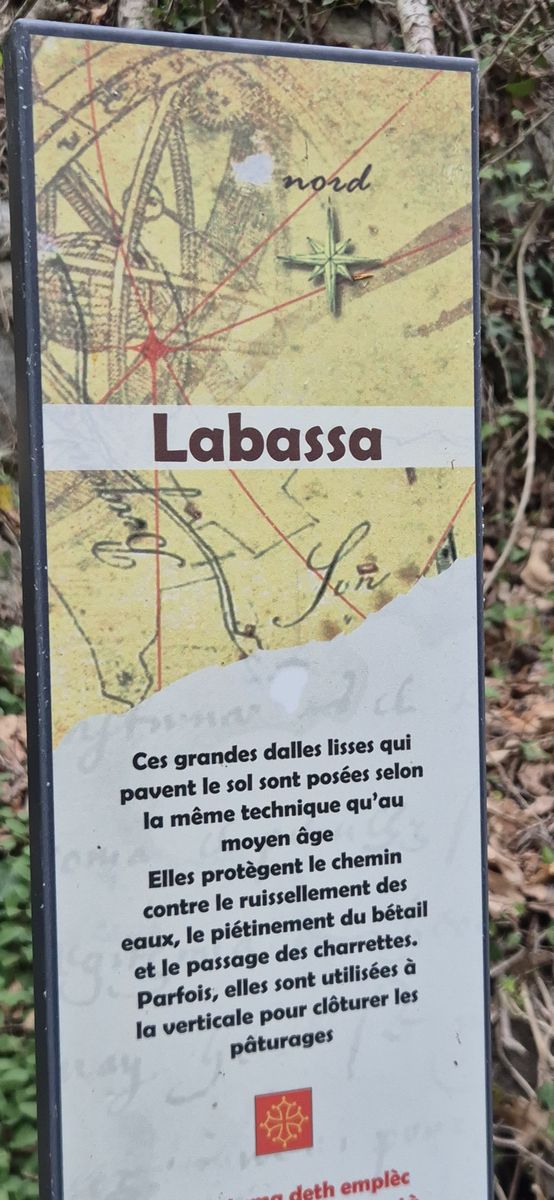 nord
Labassa
Son
Ces grandes dalles lisses qui
pavent le sol sont posées selon
la même technique qu'au
moyen âge
Elles protègent le chemin
contre le ruissellement des
eaux, le piétinement du bétail
et le passage des charrettes.
Parfois, elles sont utilisées à
la verticale pour clôturer les
pâturages
deth emplèc